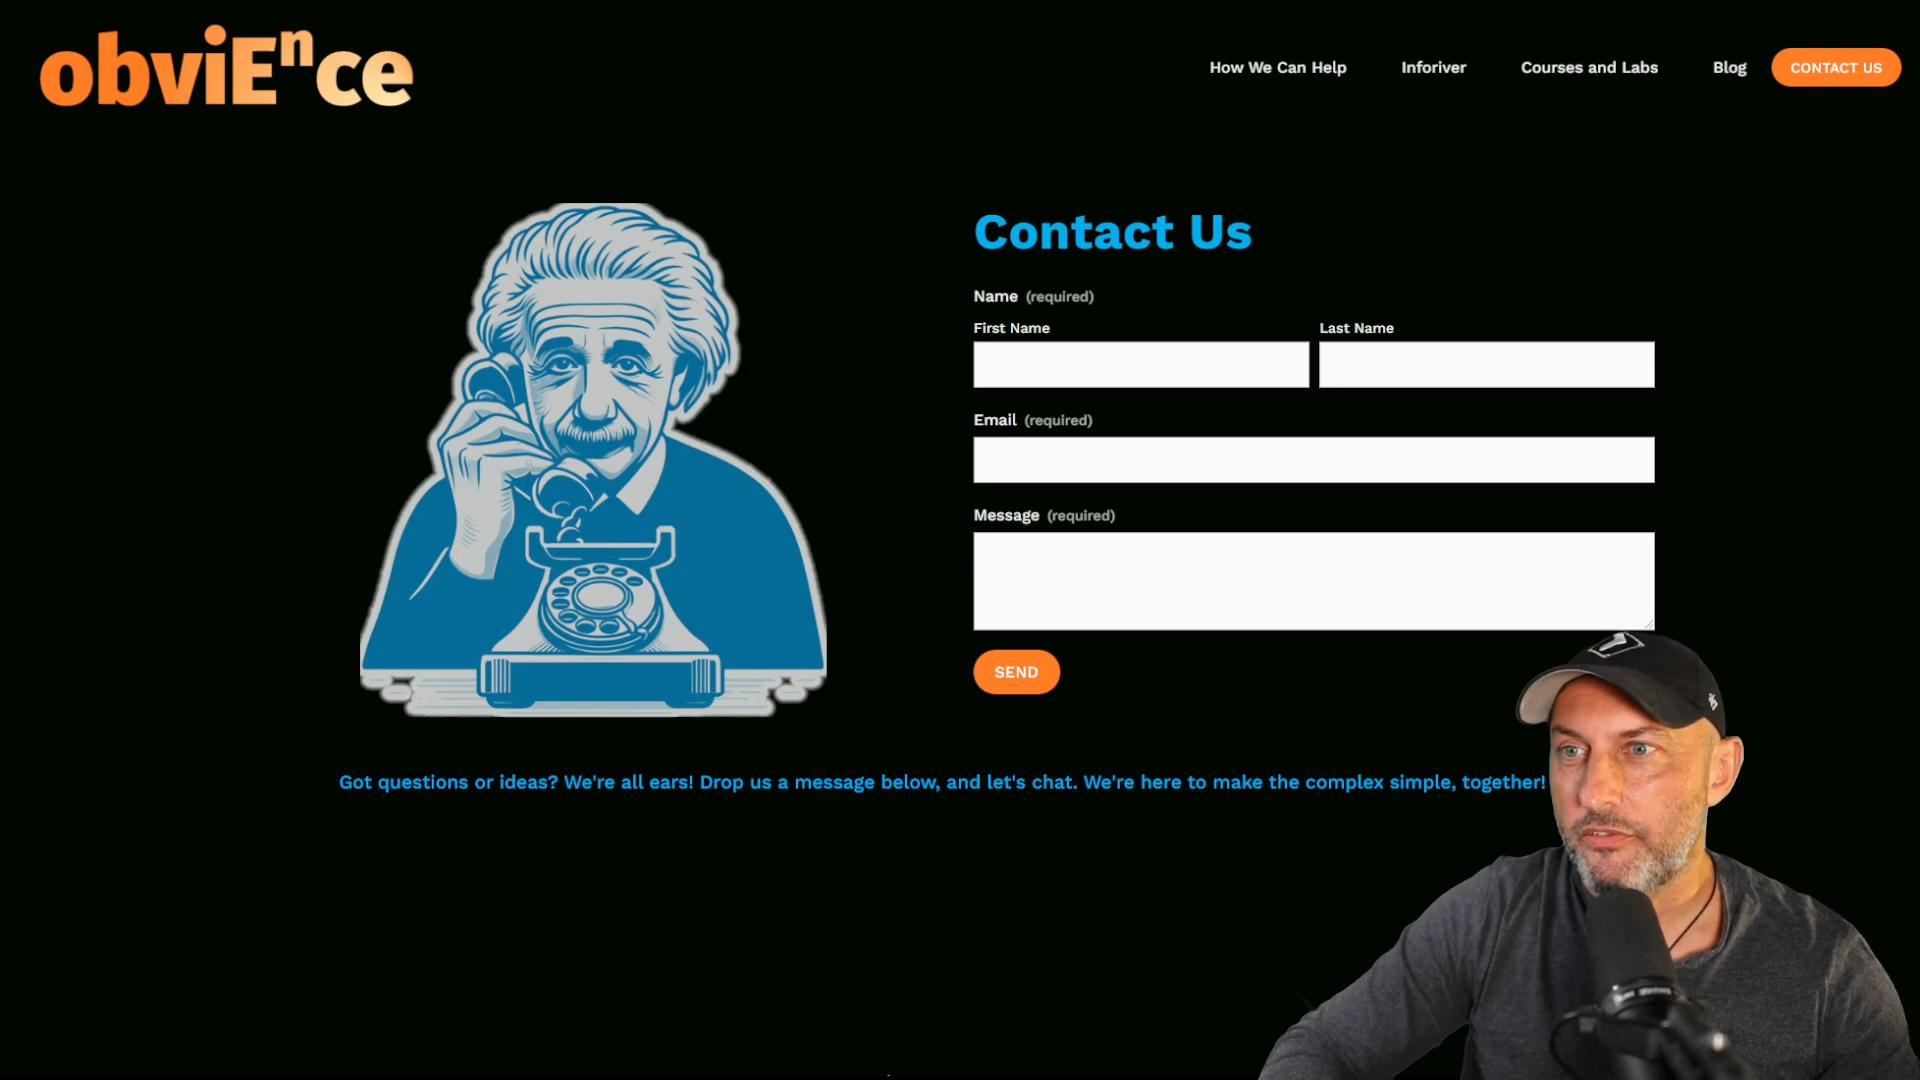 obviEnce
How We Can Help
Inforiver
Courses and Labs
Blog
CONTACT US
Contact Us
Name (required)
First Name
Last Name
Email (required)
Message (required)
SEND
Got questions or ideas? We're all ears! Drop us a message below, and let's chat. We're here to make the complex simple, together!